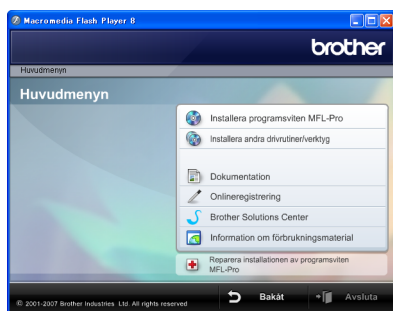 Macromedia Flash Player 8
brother
Huvudmenyn
Huvudmenyn
Installera programsviten MFL-Pro
Installera andra drivrutiner/verktyg
Dokumentation
Onlineregistrering
Brother Solutions Center
Information om förbrukningsmaterial
Reparera installationen av programsviten
MFL-Pro
© 2001-2007 Brother Industries Ltd. All rights reserved
Bakåt
Avsluta